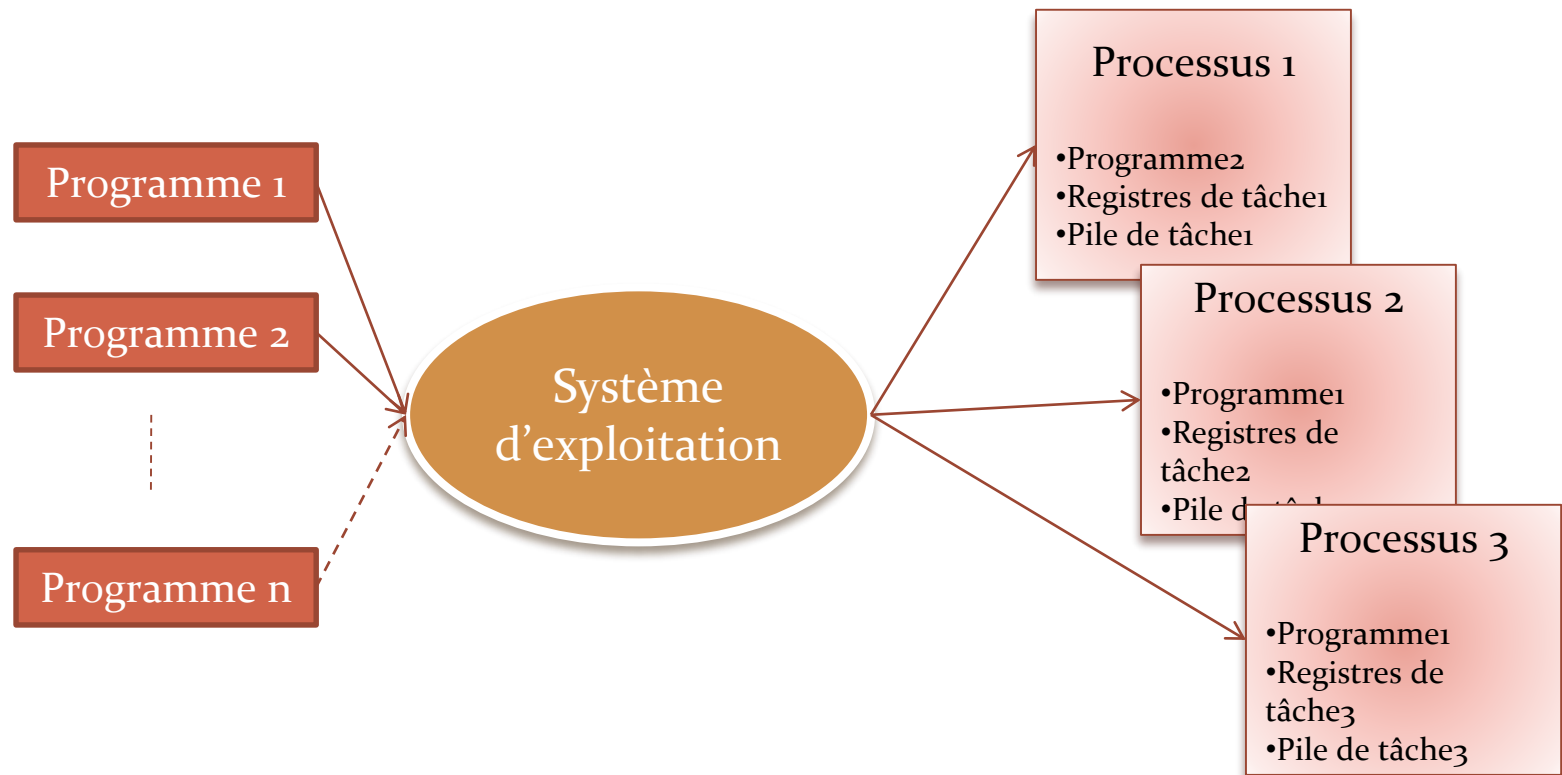 Programme 1
Programme 2
Programme n
Système
d'exploitation
Processus 1
•Programme2
•Registres de tâche1
•Pile de tâche1
Processus 2
•Programme1
•Registres de
tâche2
•Pile
Processus 3
•Programme1
•Registres de
tâche3
•Pile de tâche3